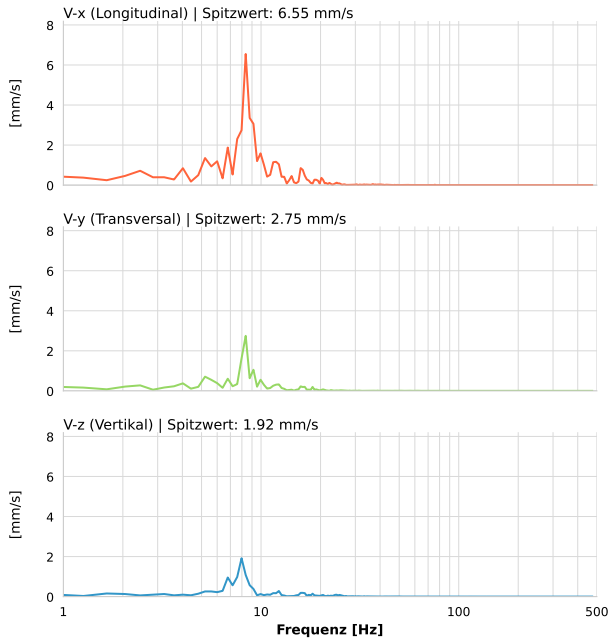 V-x (Longitudinal) | Spitzwert: 6.55 mm/s
8
6
4
2
0
[mm/s]
V-y (Transversal) | Spitzwert: 2.75 mm/s
8
6
4
2
0
[mm/s]
V-z (Vertikal) | Spitzwert: 1.92 mm/s
8
6
4
2
0
[mm/s]
1 10 100 500
Frequenz [Hz]